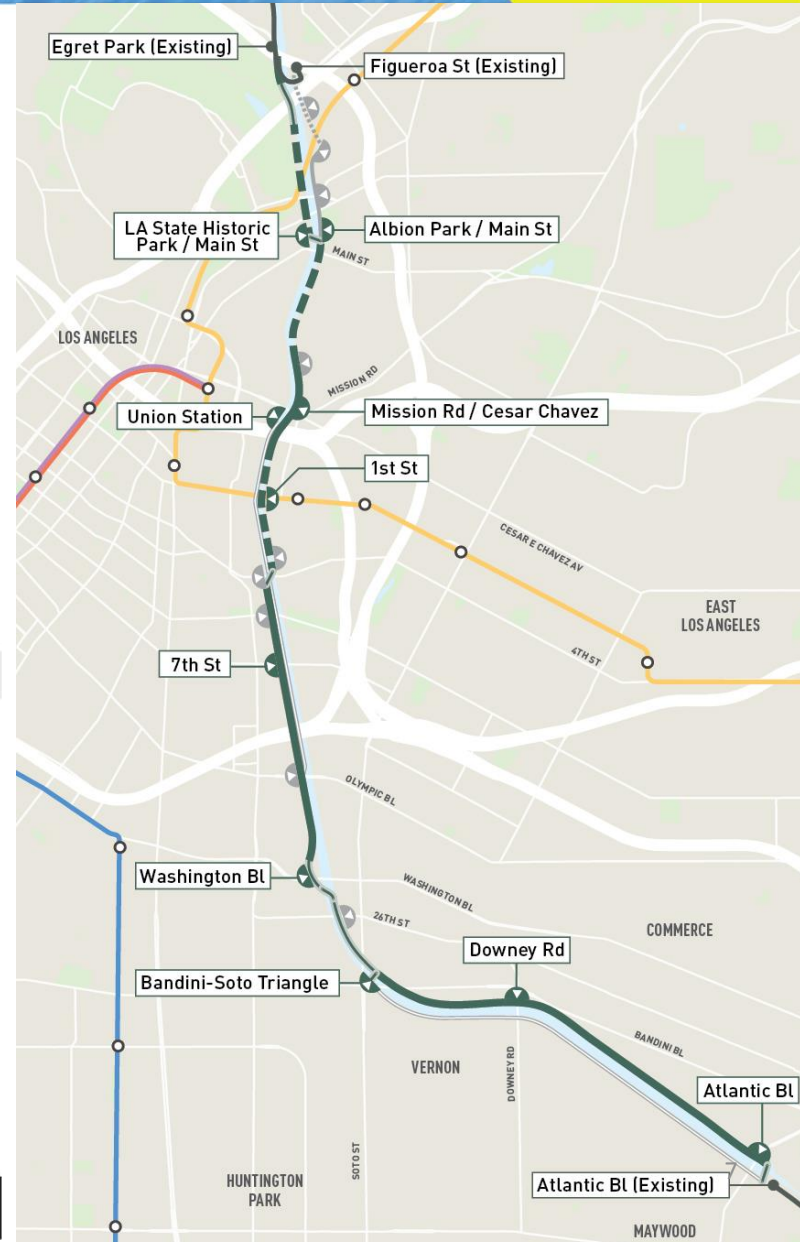 Egret Park (Existing)
Figueroa St (Existing)
LA State Historic
Park / Main St
Albion Park / Main St
MAIN ST
LOS ANGELES
MISSION RD
Union Station
Mission Rd / Cesar Chavez
1st St
CESAR E CHAVEZ AV
EAST
LOS ANGELES
4TH ST
7th St
OLYMPIC BL
Washington Bl
WASHINGTON BL
26TH ST
COMMERCE
Downey Rd
Bandini-Soto Triangle
BANDINI BL
VERNON
DOWNEY RD
Atlantic Bl
SOTO ST
HUNTINGTON
PARK
Atlantic Bl (Existing)
MAYWOOD